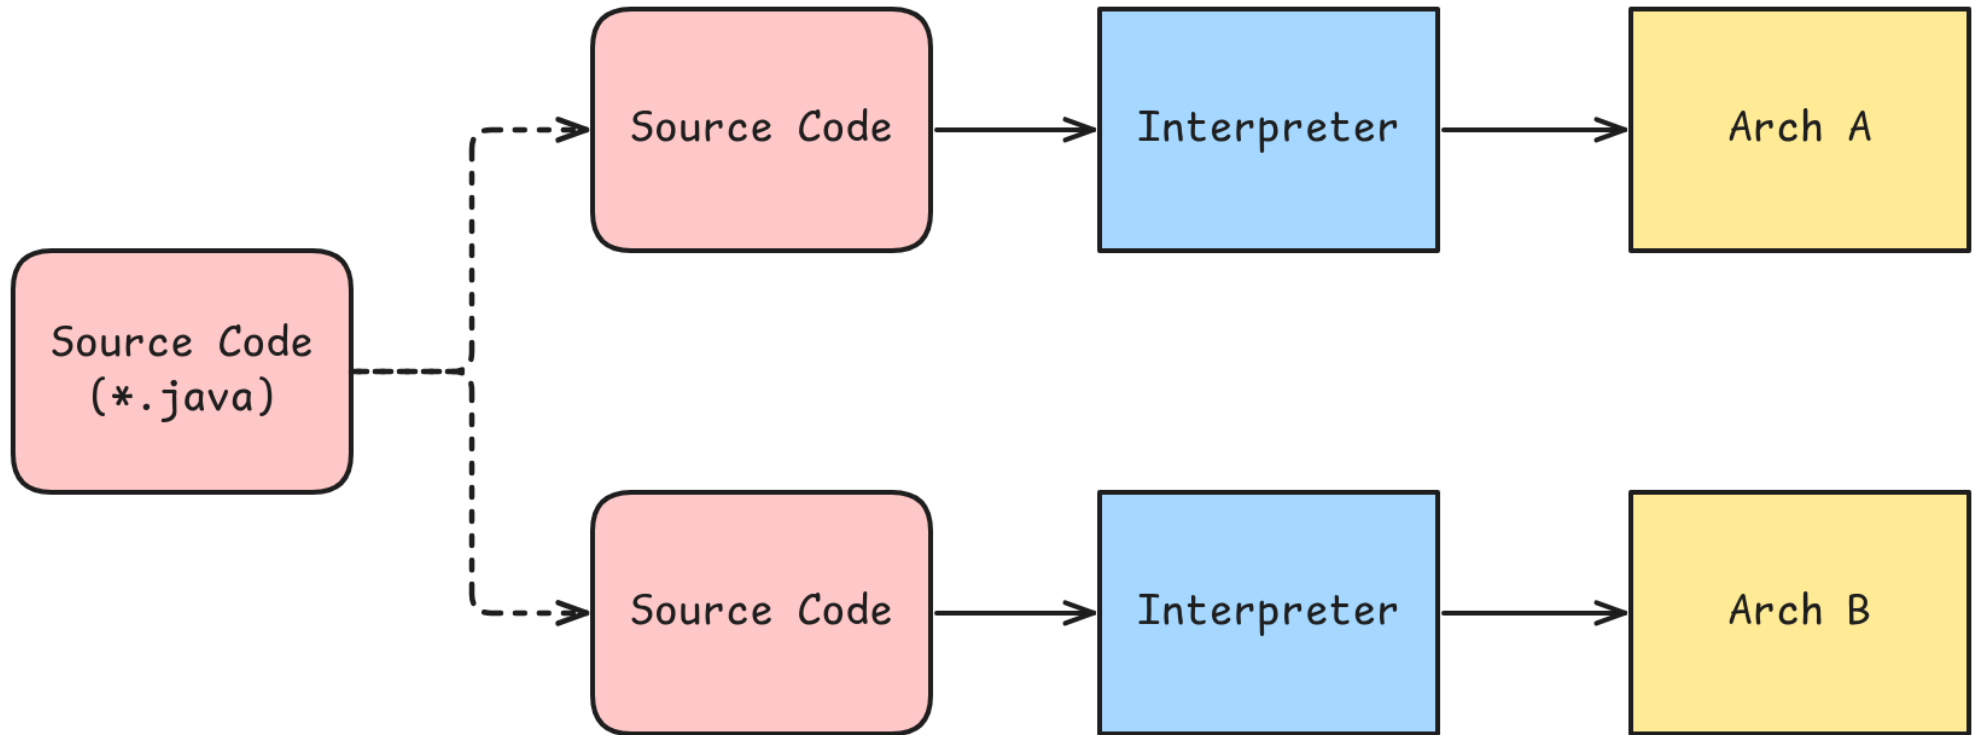 Source Code
Interpreter
Arch A
Source Code
(*.java)
Source Code
Interpreter
Arch B